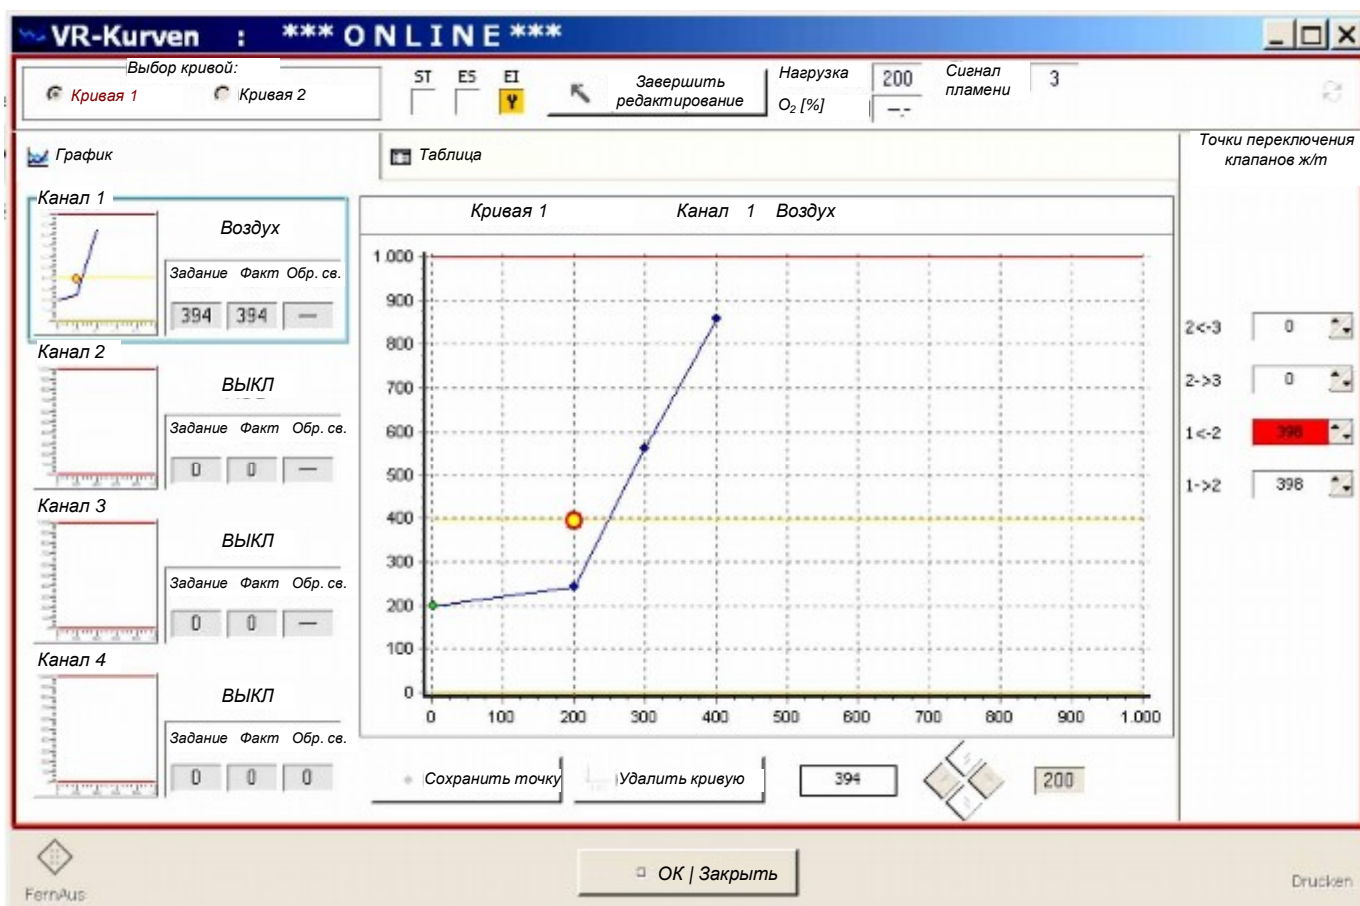 VR-Kurven : *** O N L I N E ***
Выбор кривой:
Кривая 1 Кривая 2
ST ES EI
Завершить
редактирование
Нагрузка 200
O₂ [%] --.-
Сигнал
пламени 3
График
Таблица
Точки переключения
клапанов ж/т
Канал 1
Воздух
Задание Факт Обр. св.
394 394 —
Канал 2
ВЫКЛ
Задание Факт Обр. св.
0 0 —
Канал 3
ВЫКЛ
Задание Факт Обр. св.
0 0 —
Канал 4
ВЫКЛ
Задание Факт Обр. св.
0 0 0
Кривая 1 Канал 1 Воздух
1.000
900
800
700
600
500
400
300
200
100
0
0 100 200 300 400 500 600 700 800 900 1.000
2<-3 0
2->3 0
1<-2 398
1->2 398
Сохранить точку
Удалить кривую
394
200
FernAus
ОК | Закрыть
Drucken